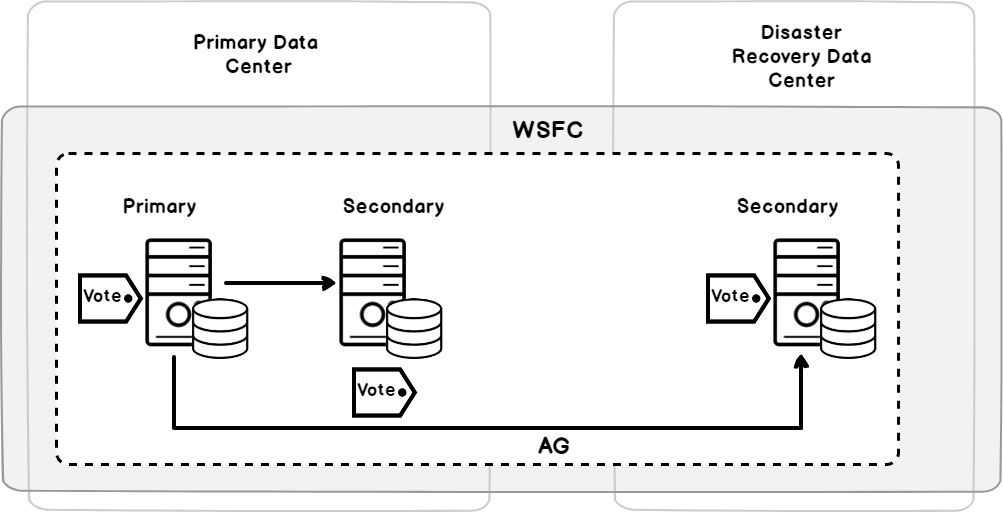 Primary Data
Center
Disaster
Recovery Data
Center
WSFC
Primary
Secondary
Secondary
Vote
Vote
Vote
AG